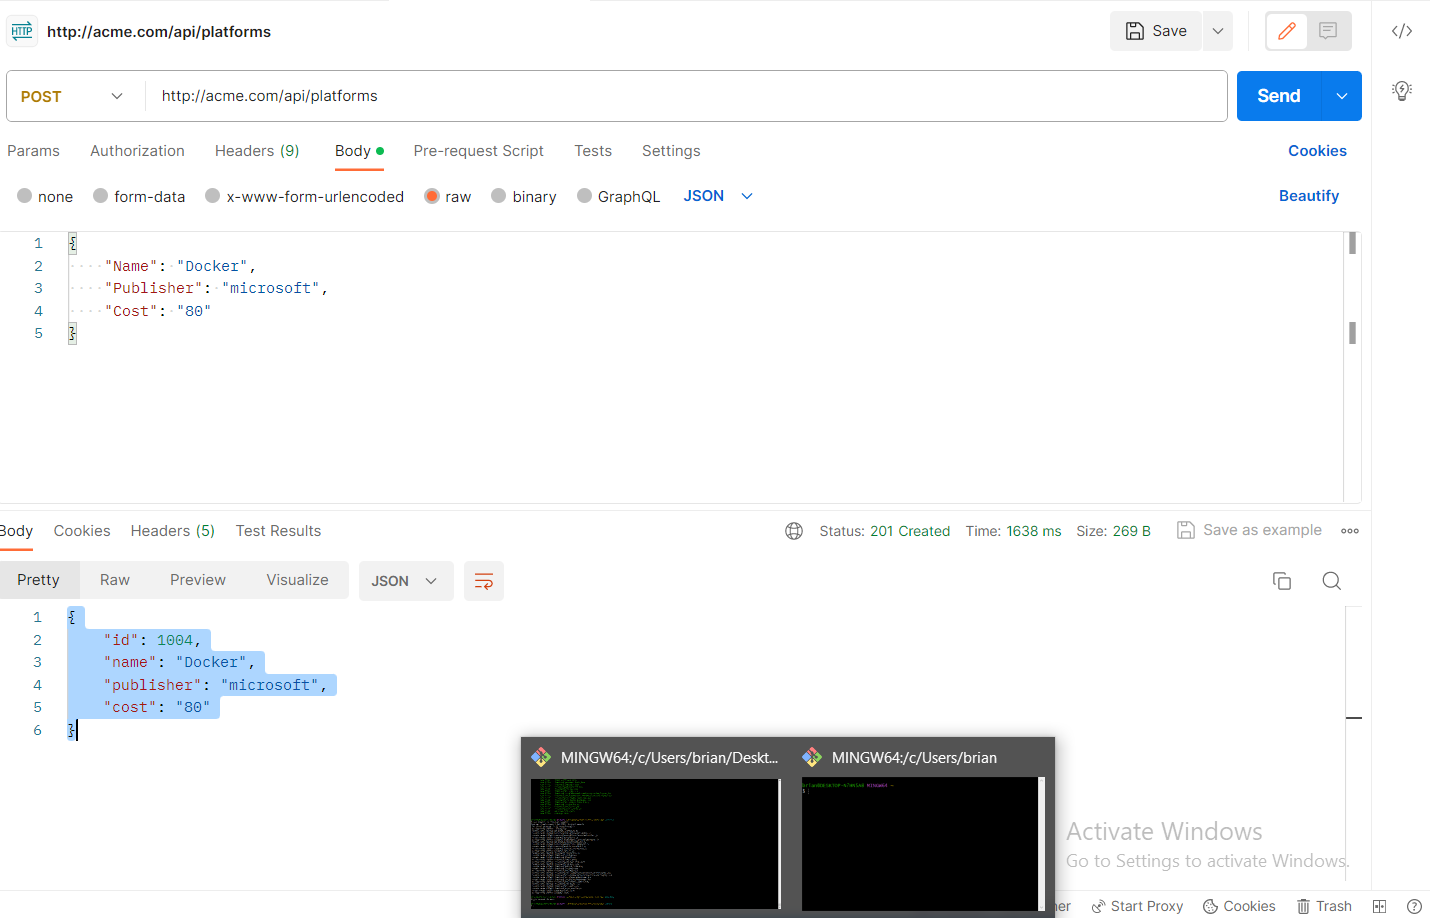 HTTP http://acme.com/api/platforms Save
POST http://acme.com/api/platforms Send
Params Authorization Headers (9) Body Pre-request Script Tests Settings Cookies
none form-data x-www-form-urlencoded raw binary GraphQL JSON Beautify
1 {
2 "Name": "Docker",
3 "Publisher": "microsoft",
4 "Cost": "80"
5 }
Body Cookies Headers (5) Test Results Status: 201 Created Time: 1638 ms Size: 269 B Save as example
Pretty Raw Preview Visualize JSON
1 {
2 "id": 1004,
3 "name": "Docker",
4 "publisher": "microsoft",
5 "cost": "80"
6 }
MINGW64:/c/Users/brian/Deskt... MINGW64:/c/Users/brian
Activate Windows
Go to Settings to activate Windows.
Start Proxy Cookies Trash